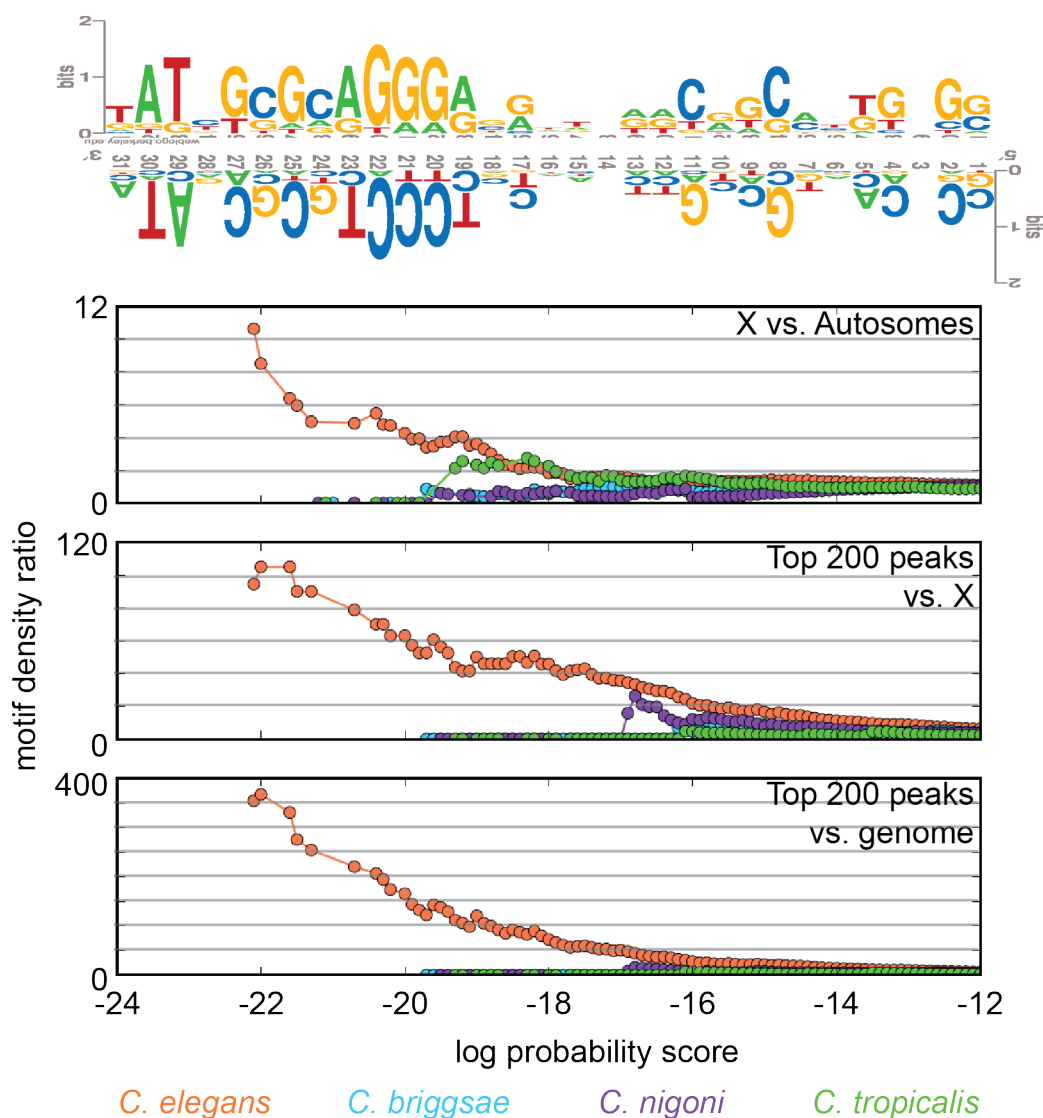 2
bits
1
0
weblogo.berkeley.edu
3′
5′
31 30 29 28 27 26 25 24 23 22 21 20 19 18 17 16 15 14 13 12 11 10 9 8 7 6 5 4 3 2 1
0
bits
1
2
12
X vs. Autosomes
0
120
Top 200 peaks
vs. X
motif density ratio
0
400
Top 200 peaks
vs. genome
0
-24 -22 -20 -18 -16 -14 -12
log probability score
C. elegans C. briggsae C. nigoni C. tropicalis